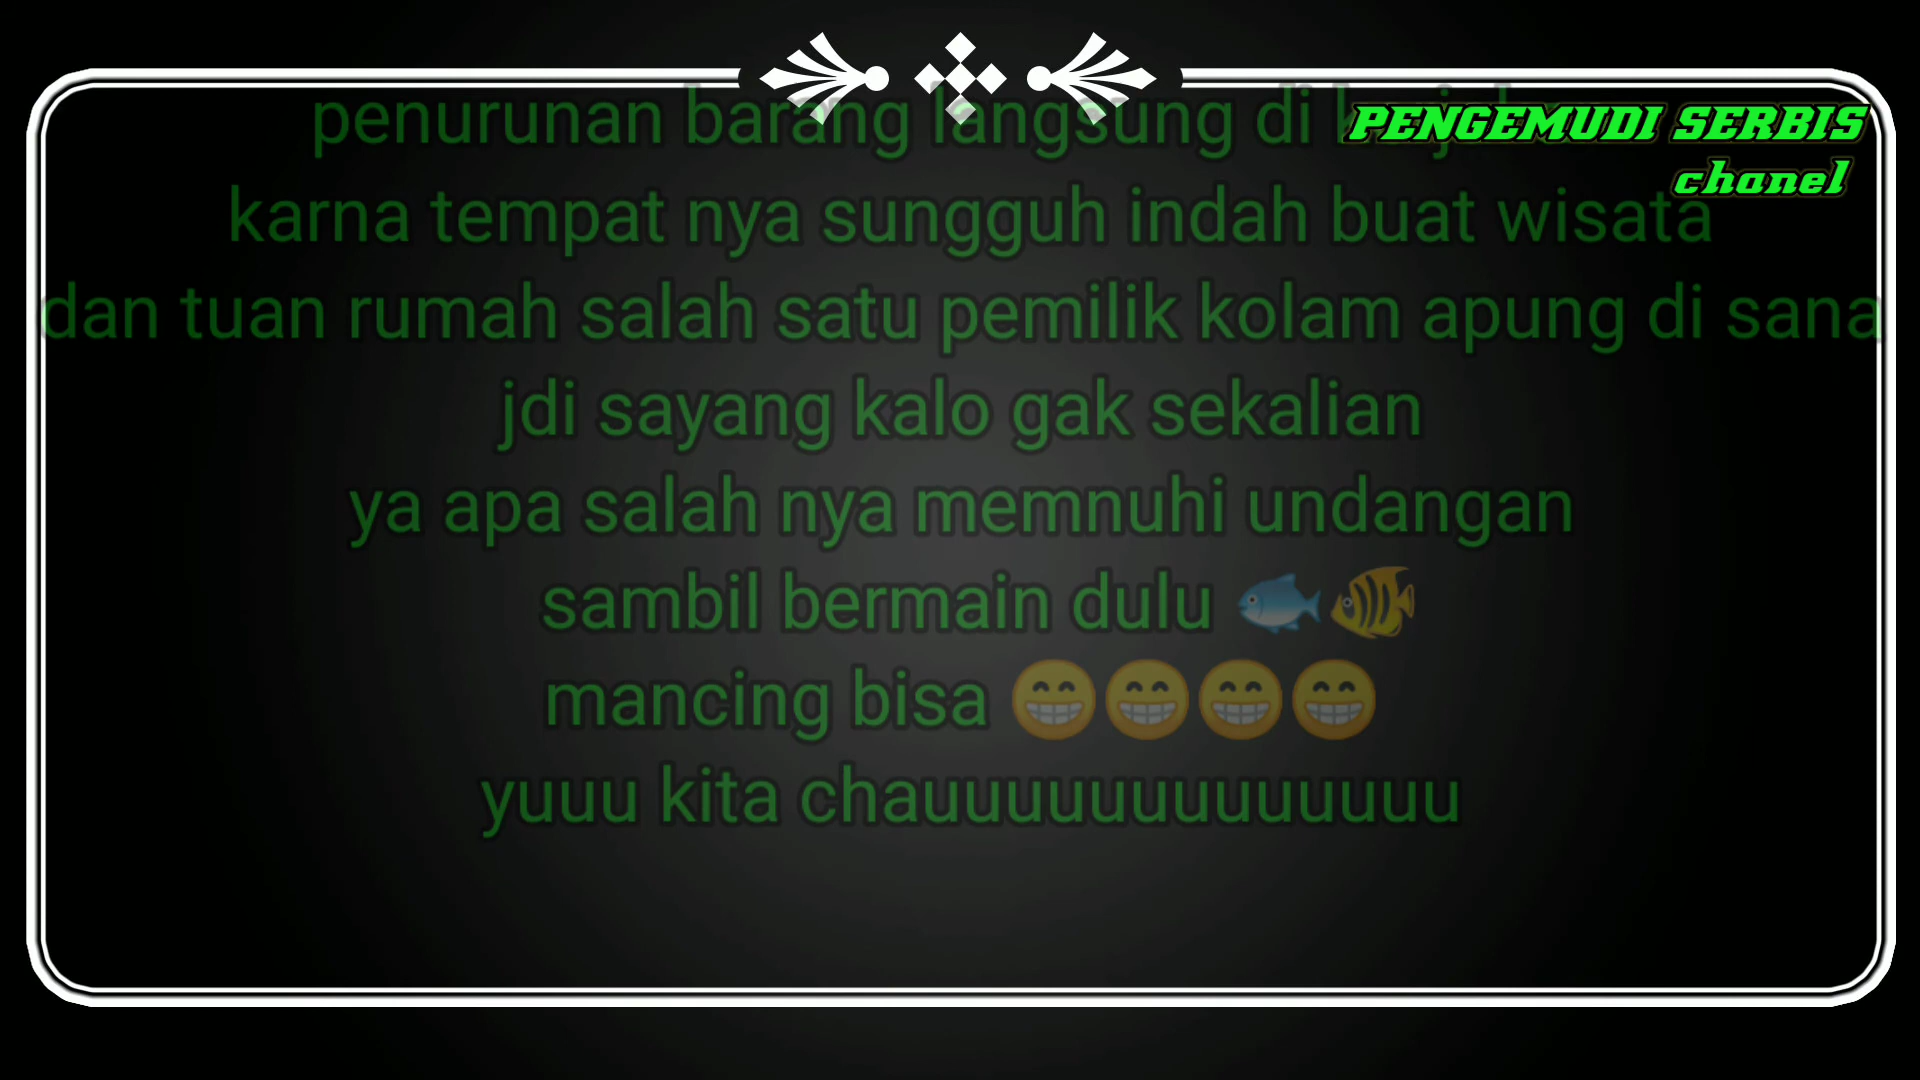 penurunan barang langsung di
PENGEMUDI SERBIS
chanel
karna tempat nya sungguh indah buat wisata
dan tuan rumah salah satu pemilik kolam apung di sana
jdi sayang kalo gak sekalian
ya apa salah nya memnuhi undangan
sambil bermain dulu 🐟🐠
mancing bisa 😁😁😁😁
yuuu kita chauuuuuuuuuuuuu